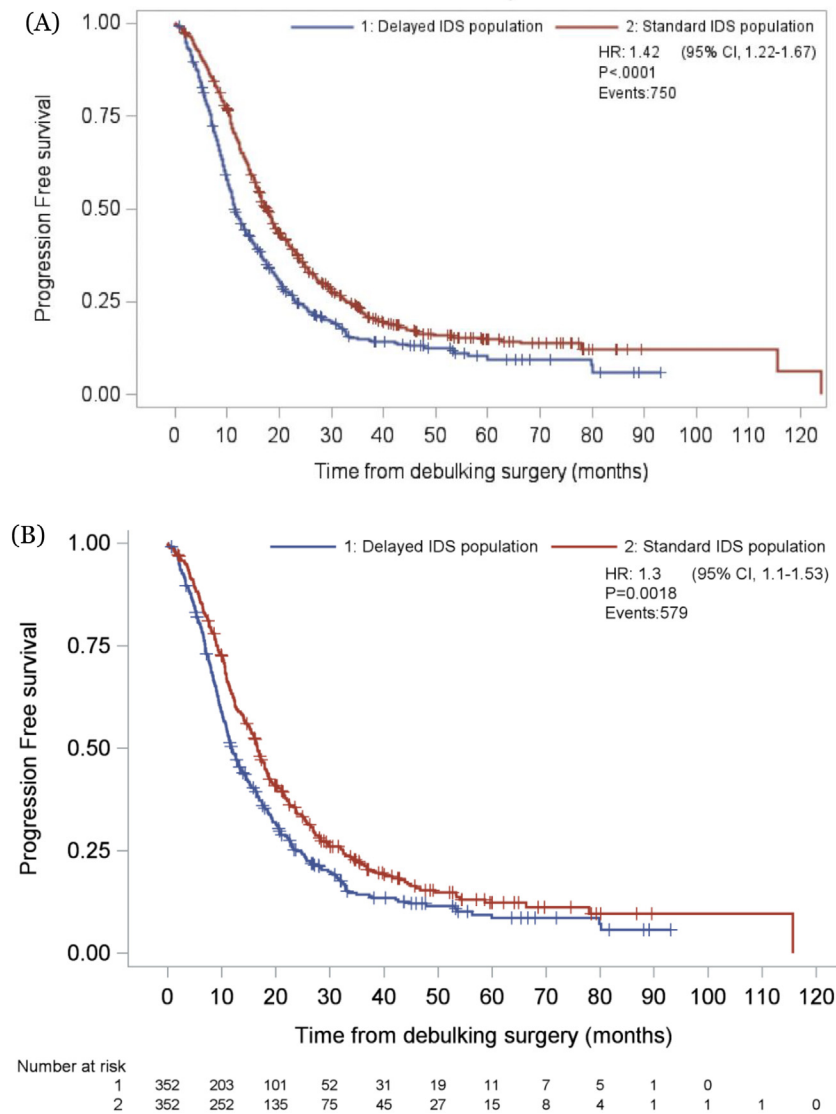 (A)
1: Delayed IDS population 2: Standard IDS population
HR: 1.42 (95% CI, 1.22-1.67)
P<.0001
Events:750
Progression Free survival
1.00
0.75
0.50
0.25
0.00
0 10 20 30 40 50 60 70 80 90 100 110 120
Time from debulking surgery (months)
(B)
1: Delayed IDS population 2: Standard IDS population
HR: 1.3 (95% CI, 1.1-1.53)
P=0.0018
Events:579
Progression Free survival
1.00
0.75
0.50
0.25
0.00
0 10 20 30 40 50 60 70 80 90 100 110 120
Time from debulking surgery (months)
Number at risk
1 352 203 101 52 31 19 11 7 5 1 0
2 352 252 135 75 45 27 15 8 4 1 1 1 0